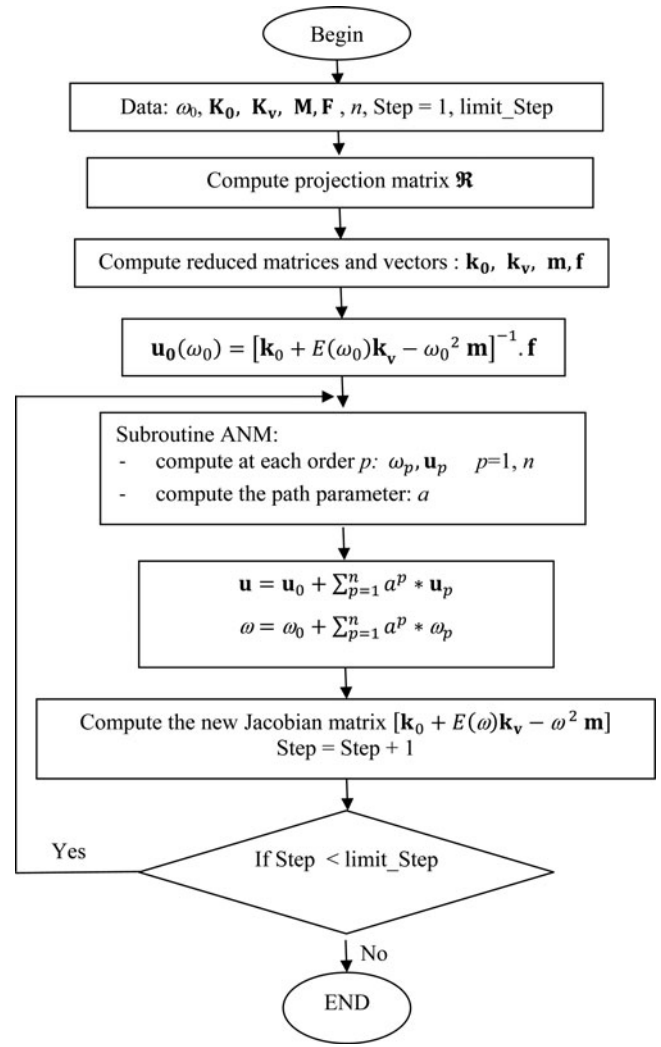 Begin
Data: ω₀, K₀, Kᵥ, M, F , n, Step = 1, limit_Step
Compute projection matrix ℜ
Compute reduced matrices and vectors : k₀, kᵥ, m, f
u₀(ω₀) = [k₀ + E(ω₀)kᵥ − ω₀² m]⁻¹. f
Subroutine ANM:
- compute at each order p: ωₚ, uₚ p=1, n
- compute the path parameter: a
u = u₀ + ∑ₚ₌₁ⁿ aᵖ * uₚ
ω = ω₀ + ∑ₚ₌₁ⁿ aᵖ * ωₚ
Compute the new Jacobian matrix [k₀ + E(ω)kᵥ − ω² m]
Step = Step + 1
If Step < limit_Step
Yes
No
END